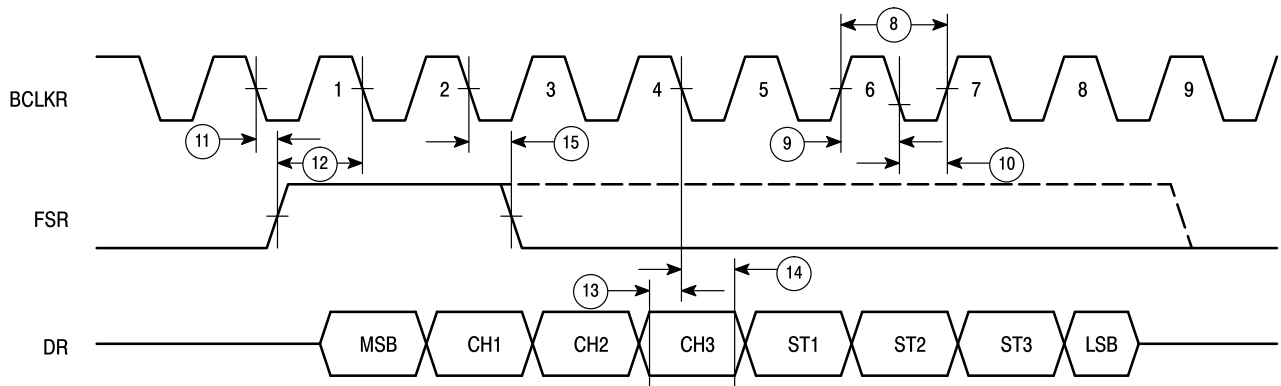 8
BCLKR 1 2 3 4 5 6 7 8 9
11 15 9 10
12
FSR
13 14
DR MSB CH1 CH2 CH3 ST1 ST2 ST3 LSB